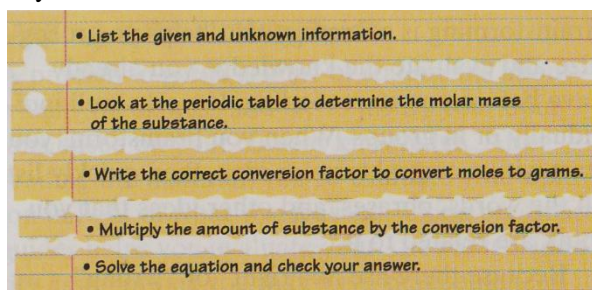 • List the given and unknown information.
• Look at the periodic table to determine the molar mass
of the substance.
• Write the correct conversion factor to convert moles to grams.
• Multiply the amount of substance by the conversion factor.
• Solve the equation and check your answer.